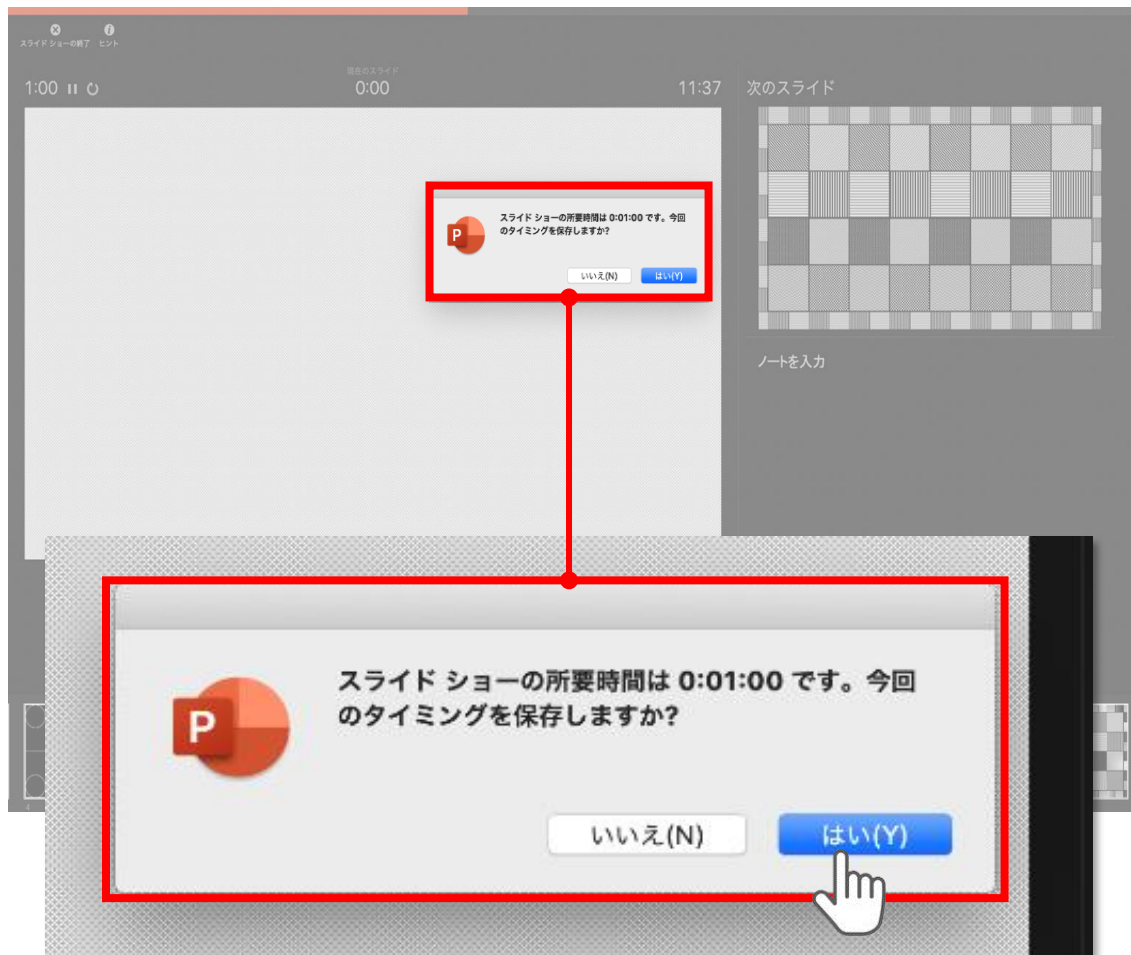 スライド ショーの終了 ヒント
現在のスライド
1:00 0:00 11:37 次のスライド
スライド ショーの所要時間は 0:01:00 です。今回
のタイミングを保存しますか?
P
いいえ(N) はい(Y)
ノートを入力
スライド ショーの所要時間は 0:01:00 です。今回
のタイミングを保存しますか?
P
いいえ(N) はい(Y)